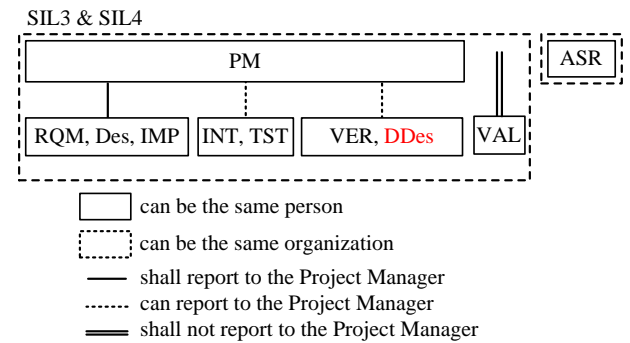 SIL3 & SIL4
PM
ASR
RQM, Des, IMP
INT, TST
VER, DDes
VAL
can be the same person
can be the same organization
shall report to the Project Manager
can report to the Project Manager
shall not report to the Project Manager